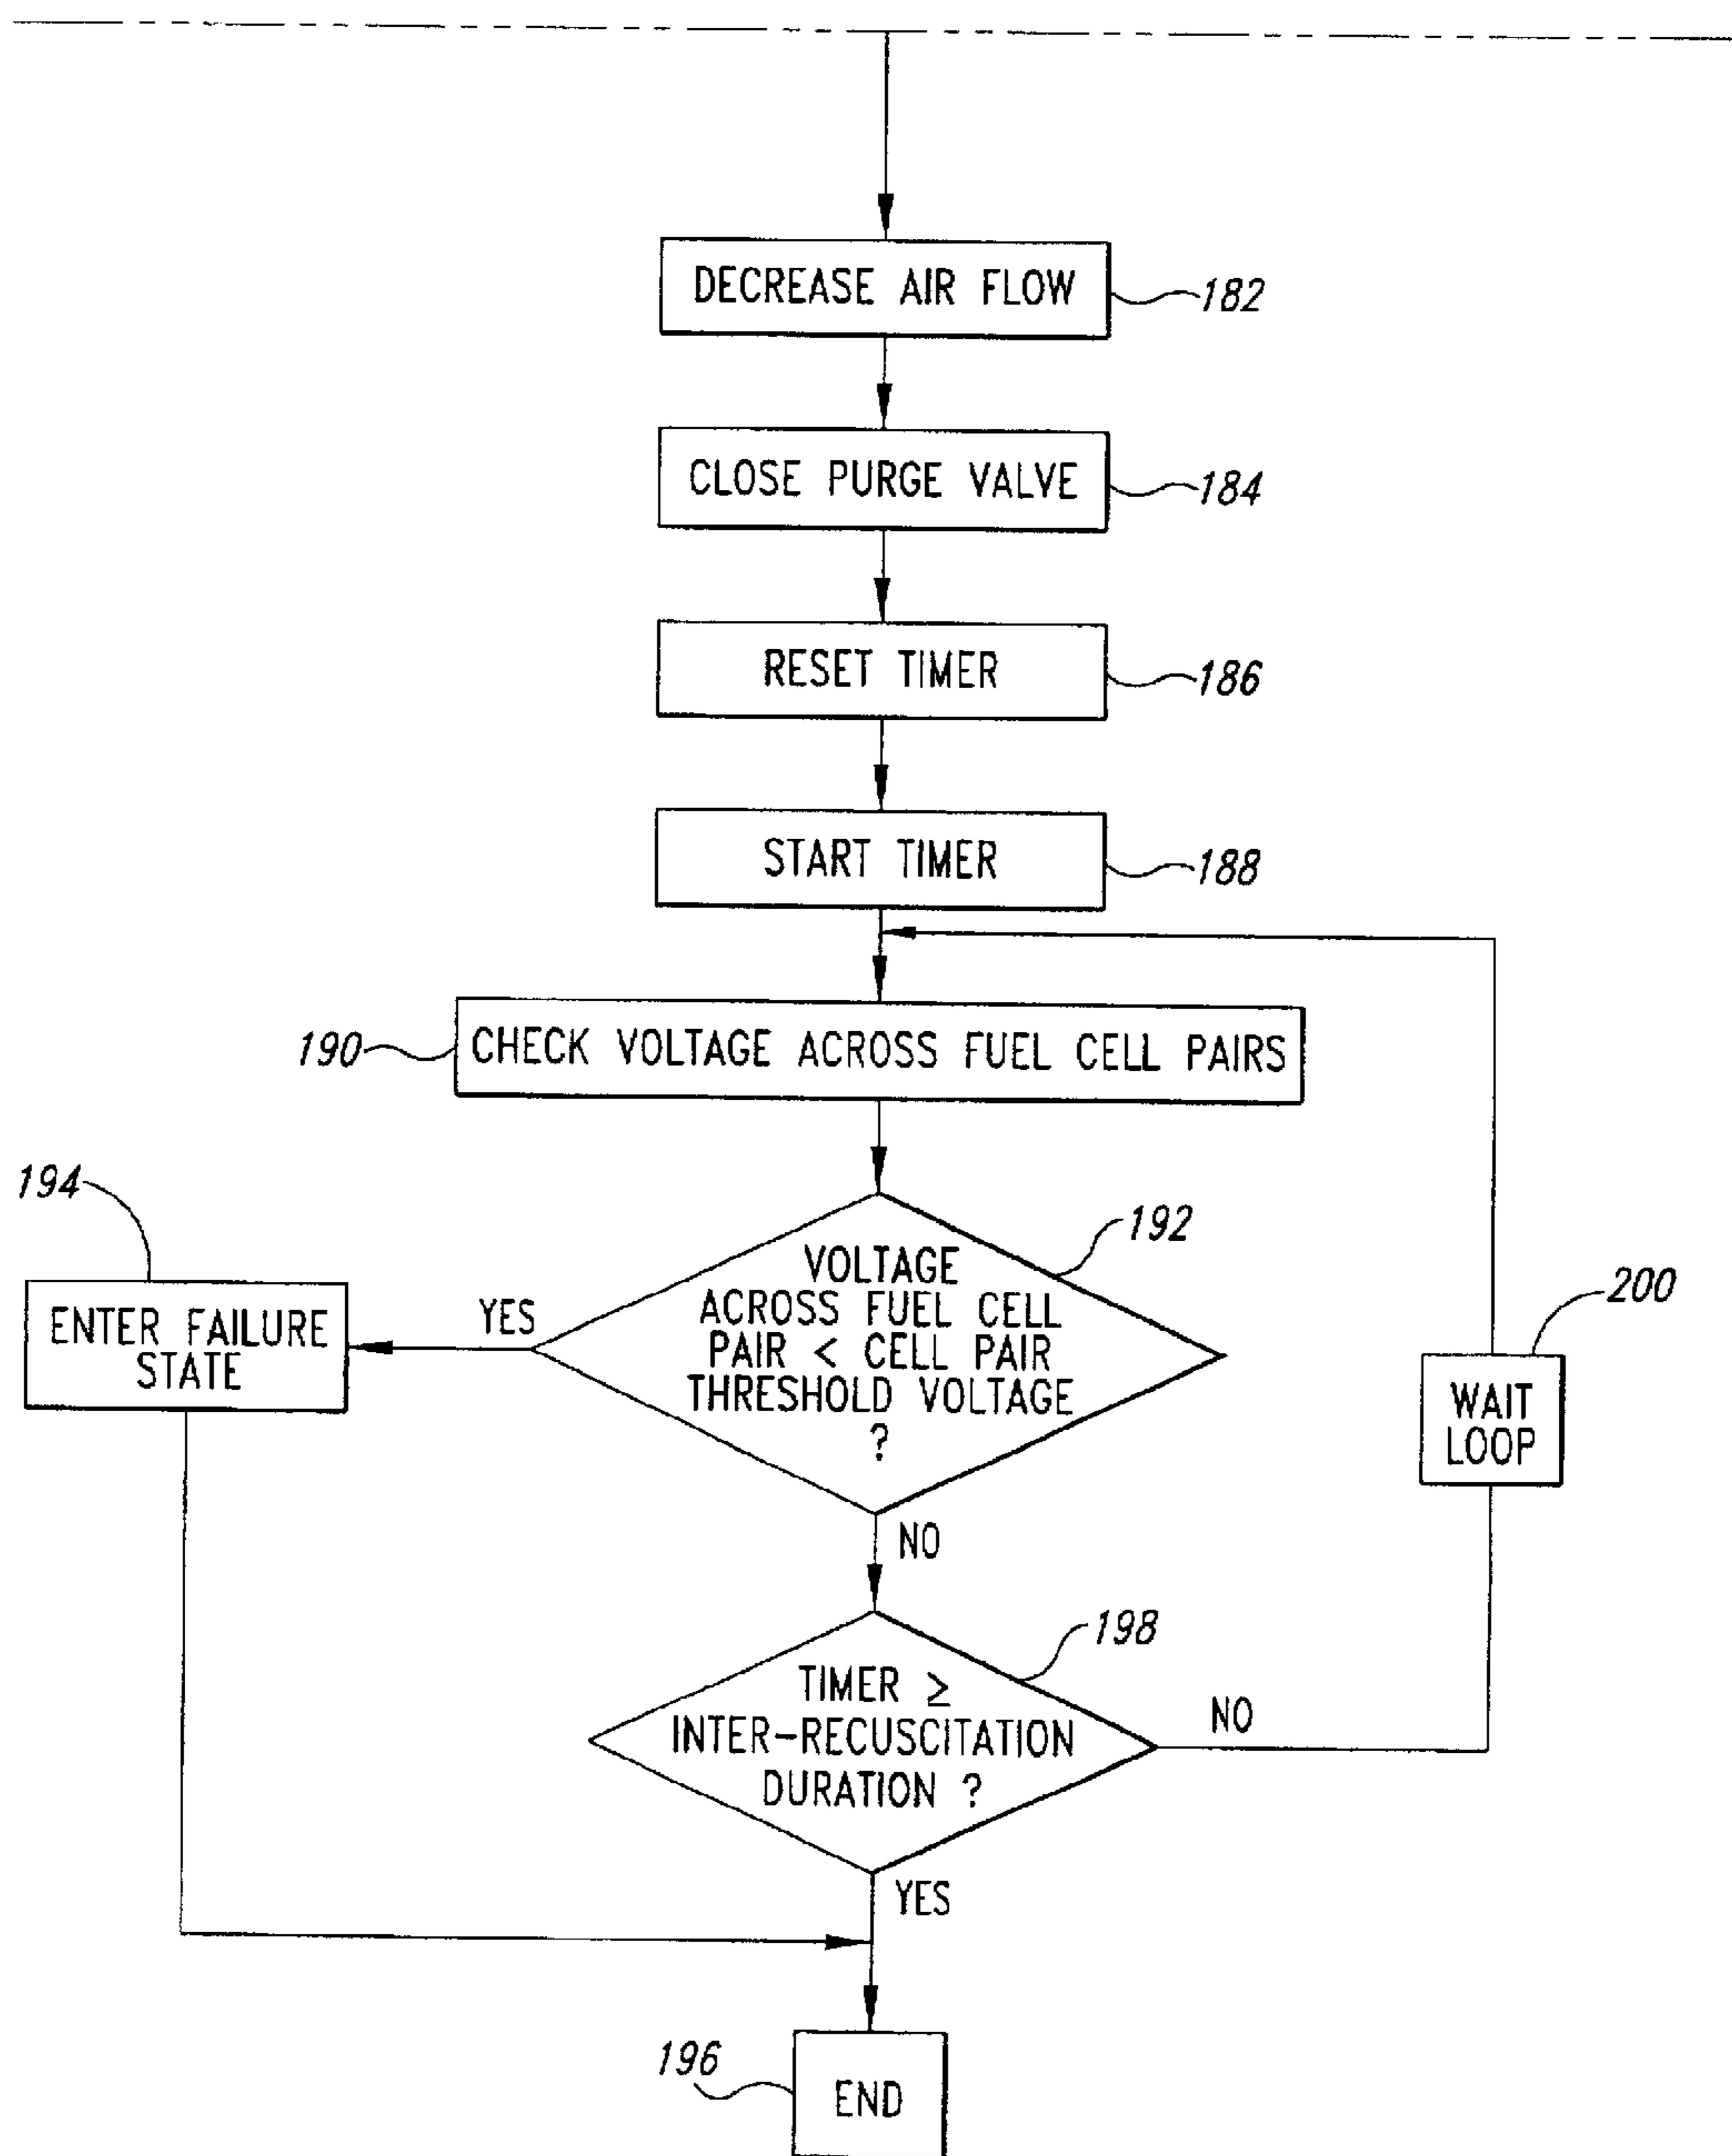 DECREASE AIR FLOW
182
CLOSE PURGE VALVE
184
RESET TIMER
186
START TIMER
188
190
CHECK VOLTAGE ACROSS FUEL CELL PAIRS
194
192
VOLTAGE
ACROSS FUEL CELL
PAIR < CELL PAIR
THRESHOLD VOLTAGE
?
YES
ENTER FAILURE
STATE
200
WAIT
LOOP
NO
198
TIMER ≥
INTER-RECUSCITATION
DURATION ?
NO
YES
196
END